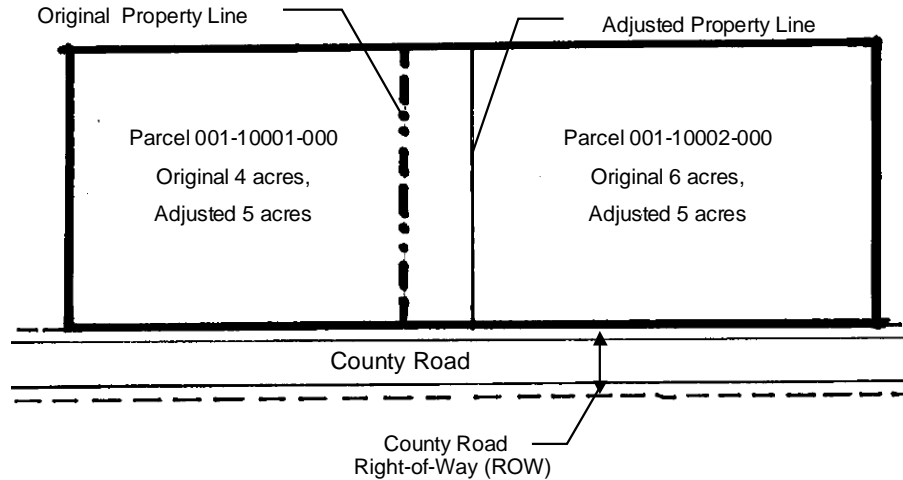 Original Property Line
Adjusted Property Line
Parcel 001-10001-000
Original 4 acres,
Adjusted 5 acres
Parcel 001-10002-000
Original 6 acres,
Adjusted 5 acres
County Road
County Road
Right-of-Way (ROW)